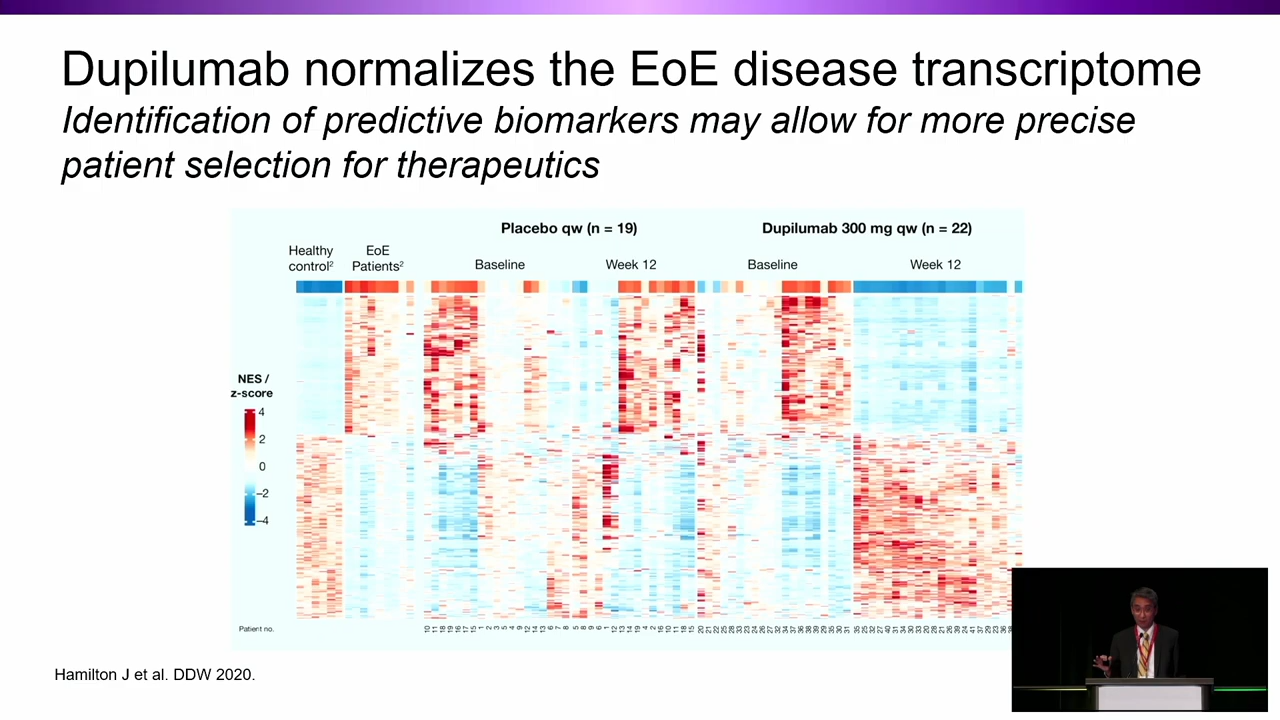 Dupilumab normalizes the EoE disease transcriptome
Identification of predictive biomarkers may allow for more precise
patient selection for therapeutics
Placebo qw (n = 19)
Dupilumab 300 mg qw (n = 22)
Healthy
control²
EoE
Patients²
Baseline
Week 12
Baseline
Week 12
NES /
z-score
4
2
0
–2
–4
Patient no.
Hamilton J et al. DDW 2020.